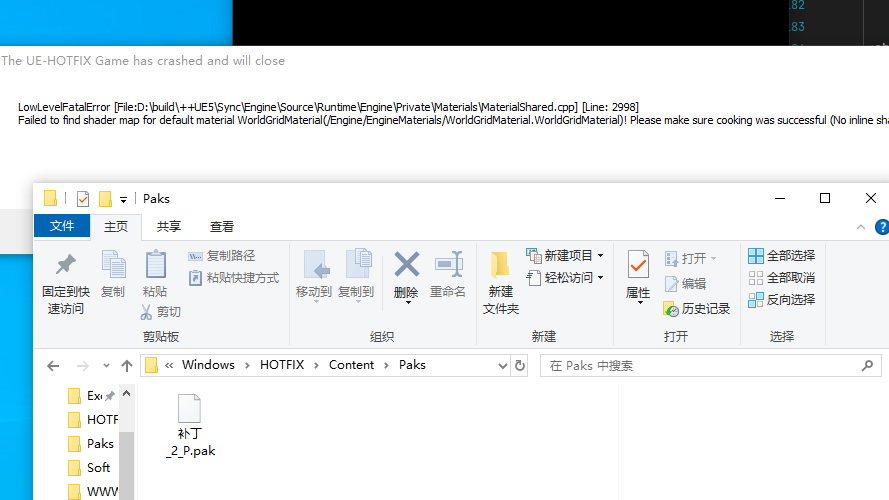 82
83
The UE-HOTFIX Game has crashed and will close
LowLevelFatalError [File:D:\build\++UE5\Sync\Engine\Source\Runtime\Engine\Private\Materials\MaterialShared.cpp] [Line: 2998]
Failed to find shader map for default material WorldGridMaterial(/Engine/EngineMaterials/WorldGridMaterial.WorldGridMaterial)! Please make sure cooking was successful (No inline sha
Paks
文件 主页 共享 查看
固定到快
速访问
复制
粘贴
复制路径
粘贴快捷方式
剪切
剪贴板
移动到
复制到
删除
重命名
组织
新建
文件夹
新建项目
轻松访问
新建
属性
打开
编辑
历史记录
打开
全部选择
全部取消
反向选择
选择
« Windows > HOTFIX > Content > Paks
在 Paks 中搜索
Exc
HOTF
Paks
Soft
WWW
补丁
_2_P.pak